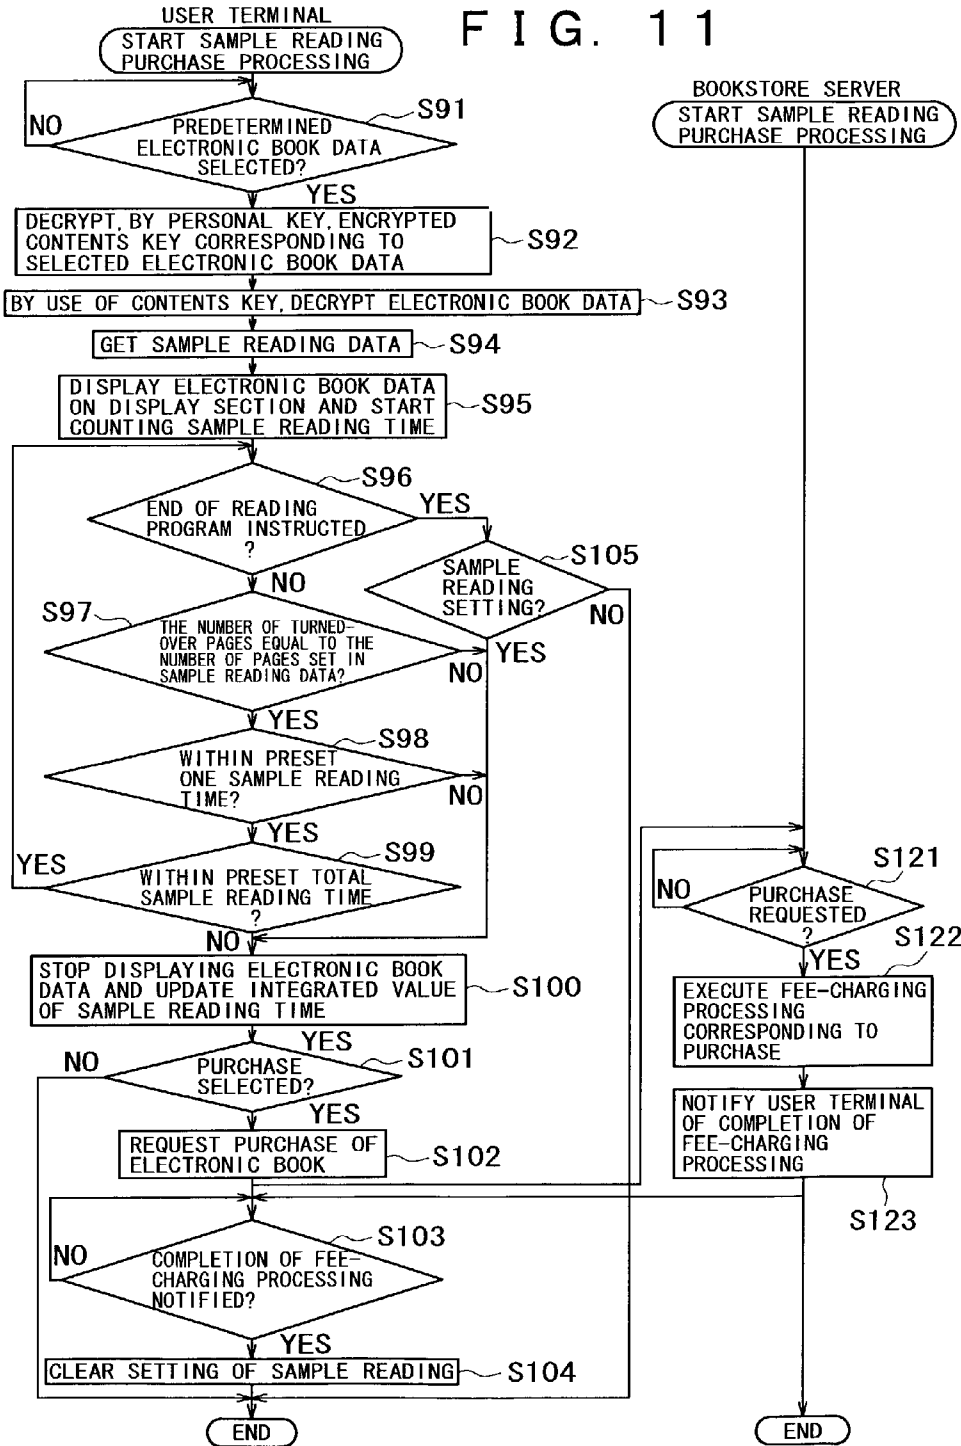 FIG. 11
USER TERMINAL
START SAMPLE READING
PURCHASE PROCESSING
S91
NO
PREDETERMINED
ELECTRONIC BOOK DATA
SELECTED?
YES
DECRYPT, BY PERSONAL KEY, ENCRYPTED
CONTENTS KEY CORRESPONDING TO
SELECTED ELECTRONIC BOOK DATA
S92
BY USE OF CONTENTS KEY, DECRYPT ELECTRONIC BOOK DATA
S93
GET SAMPLE READING DATA
S94
DISPLAY ELECTRONIC BOOK DATA
ON DISPLAY SECTION AND START
COUNTING SAMPLE READING TIME
S95
S96
END OF READING
PROGRAM INSTRUCTED
?
YES
NO
S105
SAMPLE
READING
SETTING?
NO
YES
S97
THE NUMBER OF TURNED-
OVER PAGES EQUAL TO THE
NUMBER OF PAGES SET IN
SAMPLE READING DATA?
NO
YES
S98
WITHIN PRESET
ONE SAMPLE READING
TIME?
NO
YES
S99
YES
WITHIN PRESET TOTAL
SAMPLE READING TIME
?
NO
STOP DISPLAYING ELECTRONIC BOOK
DATA AND UPDATE INTEGRATED VALUE
OF SAMPLE READING TIME
S100
YES
NO
PURCHASE
SELECTED?
S101
YES
REQUEST PURCHASE OF
ELECTRONIC BOOK
S102
S103
NO
COMPLETION OF FEE-
CHARGING PROCESSING
NOTIFIED?
YES
CLEAR SETTING OF SAMPLE READING
S104
END
BOOKSTORE SERVER
START SAMPLE READING
PURCHASE PROCESSING
S121
NO
PURCHASE
REQUESTED
?
YES
S122
EXECUTE FEE-CHARGING
PROCESSING
CORRESPONDING TO
PURCHASE
NOTIFY USER TERMINAL
OF COMPLETION OF
FEE-CHARGING
PROCESSING
S123
END